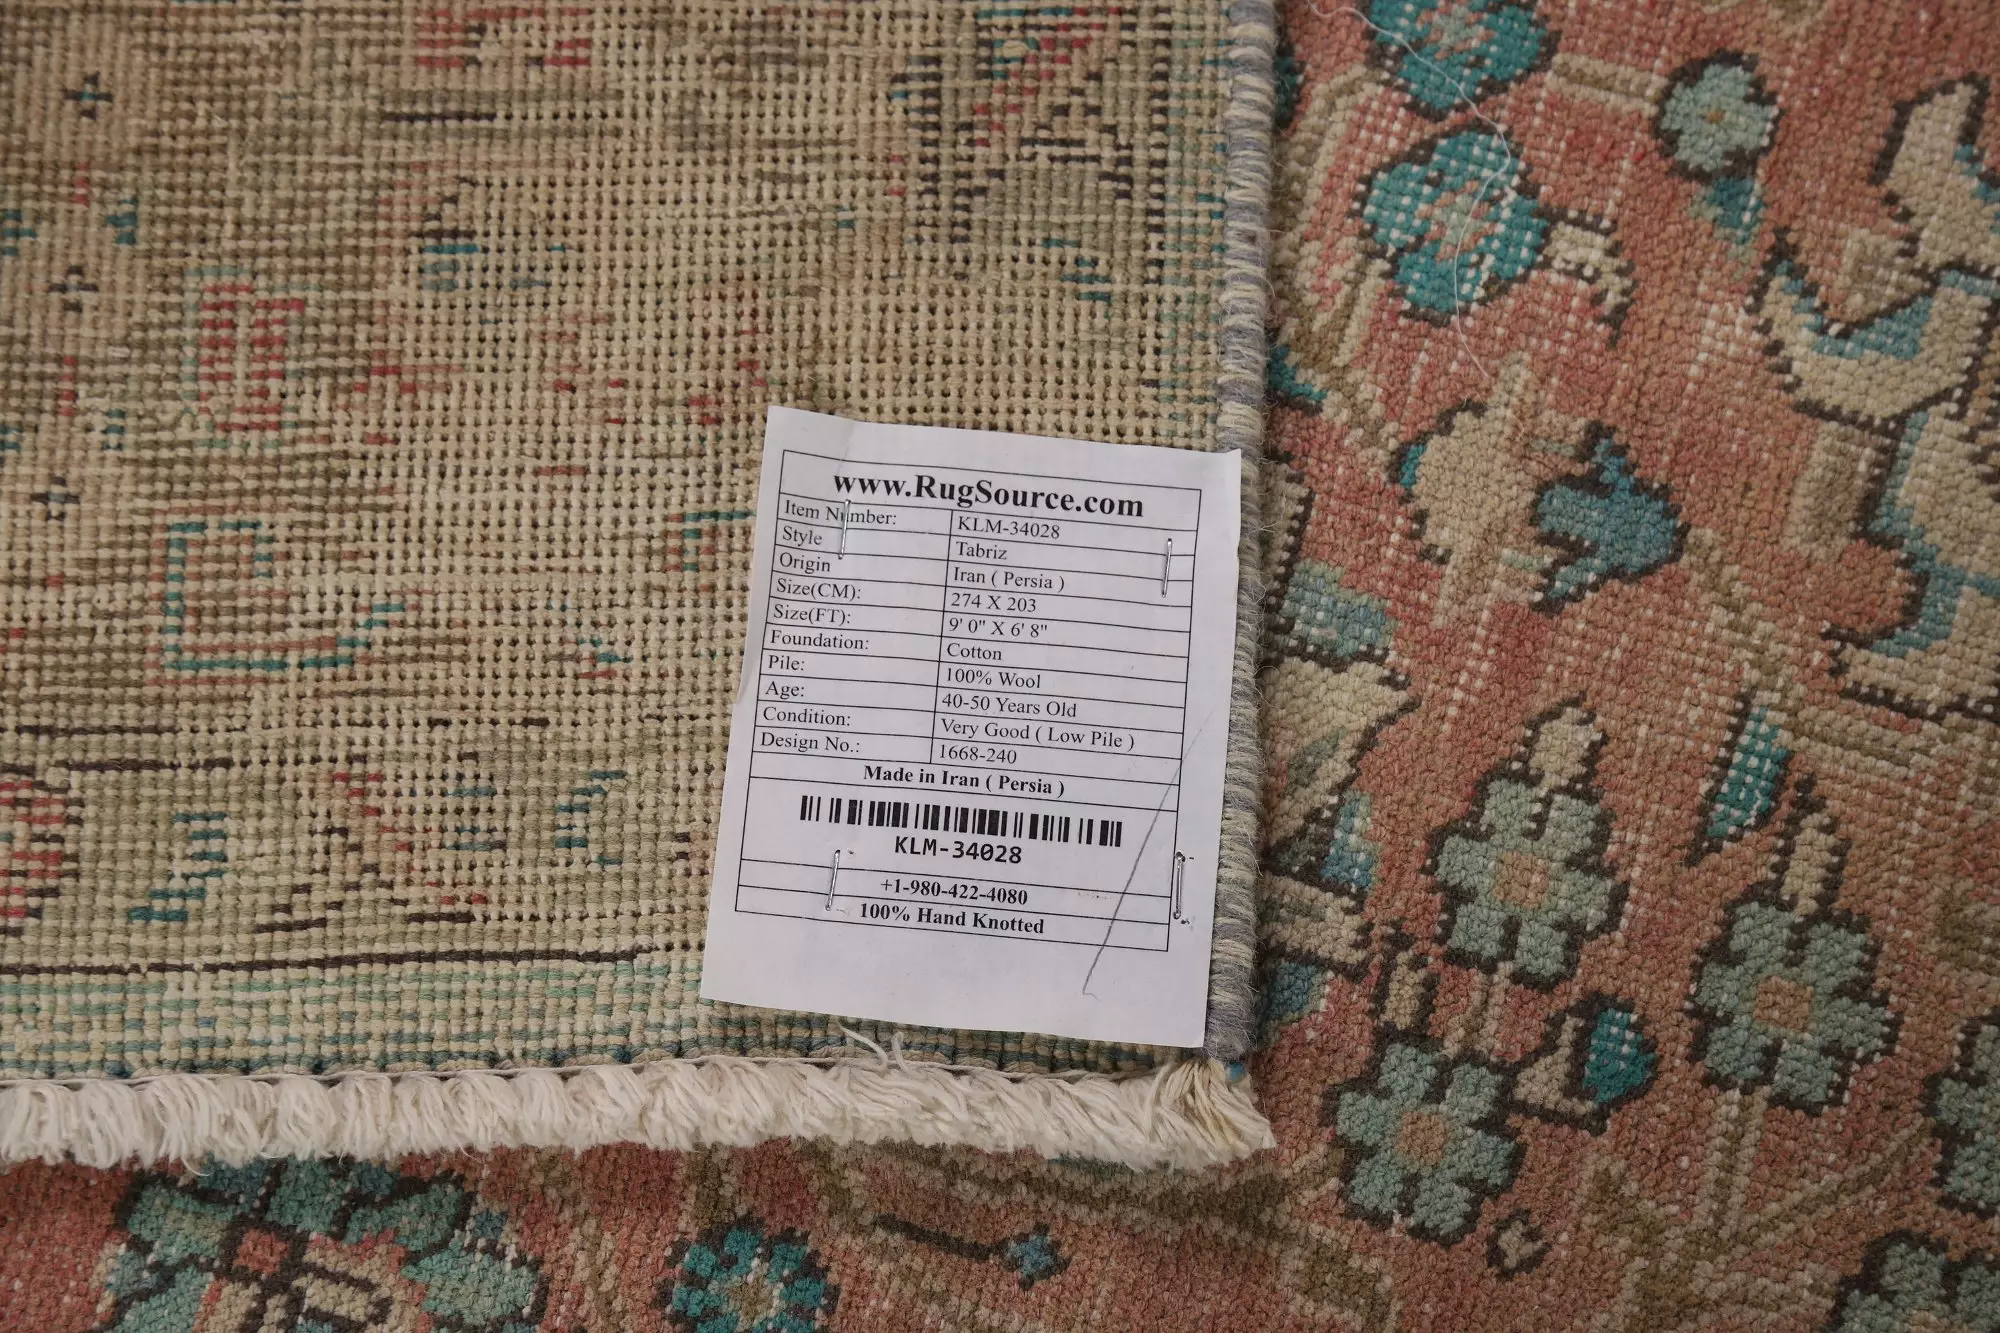 www.RugSource.com
Item Number: KLM-34028
Style Tabriz
Origin Iran ( Persia )
Size(CM): 274 X 203
Size(FT): 9' 0" X 6' 8"
Foundation: Cotton
Pile: 100% Wool
Age: 40-50 Years Old
Condition: Very Good ( Low Pile )
Design No.: 1668-240
Made in Iran ( Persia )
KLM-34028
+1-980-422-4080
100% Hand Knotted